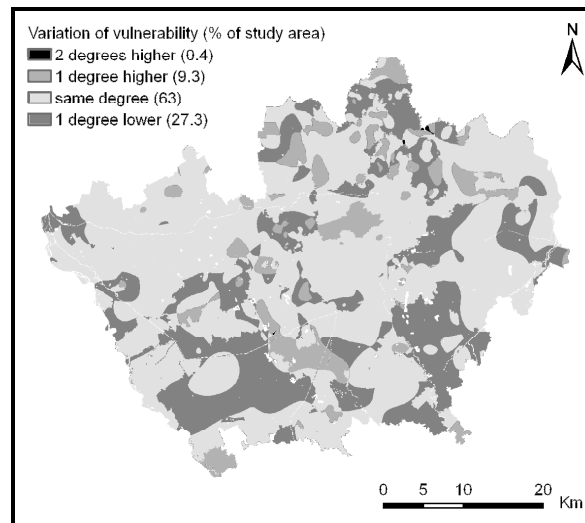 Variation of vulnerability (% of study area)
2 degrees higher (0.4)
1 degree higher (9.3)
same degree (63)
1 degree lower (27.3)
N
0 5 10 20
Km